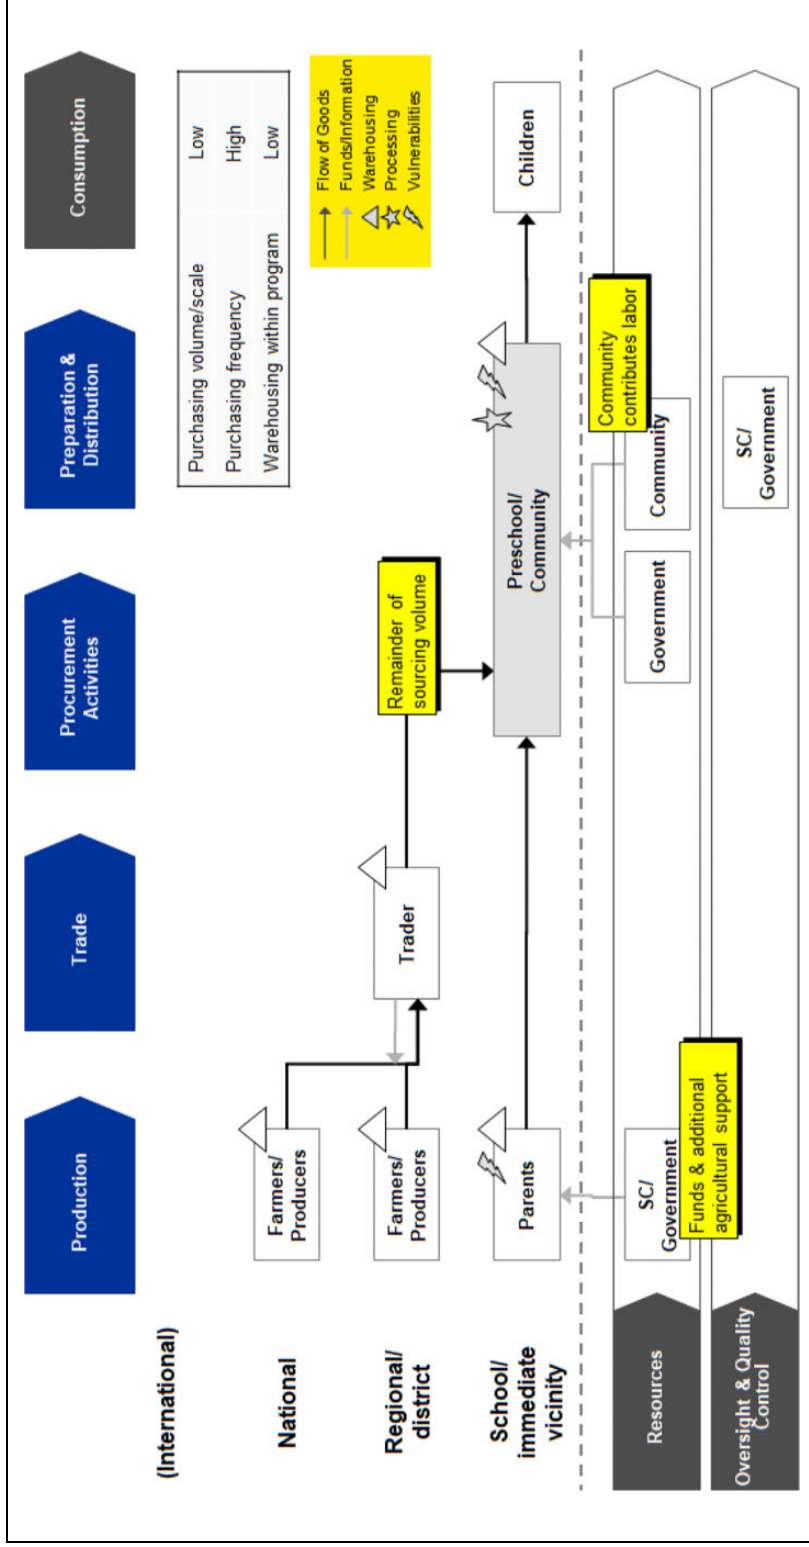 Production
Trade
Procurement
Activities
Preparation &
Distribution
Consumption
(International)
Purchasing volume/scale Low
Purchasing frequency High
Warehousing within program Low
National
Farmers/
Producers
Flow of Goods
Funds/Information
Warehousing
Processing
Vulnerabilities
Regional/
district
Farmers/
Producers
Trader
Remainder of
sourcing volume
School/
immediate
vicinity
Parents
Preschool/
Community
Children
Resources
SC/
Government
Funds & additional
agricultural support
Government
Community
Community
contributes labor
Oversight & Quality
Control
SC/
Government